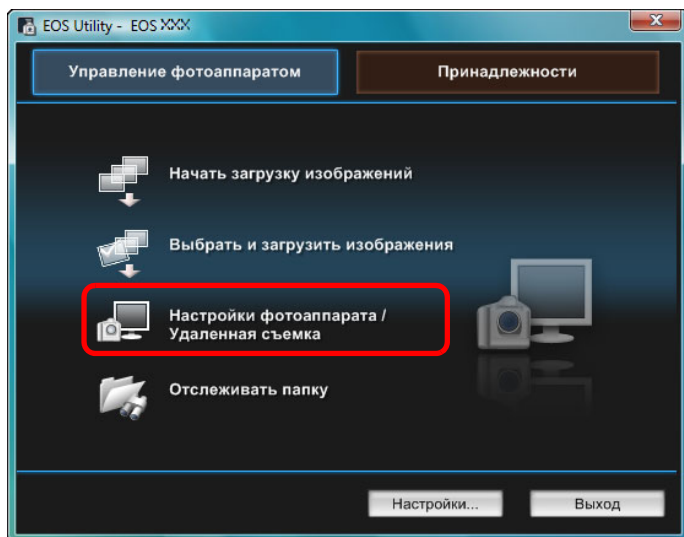 EOS Utility - EOS XXX
Управление фотоаппаратом
Принадлежности
Начать загрузку изображений
Выбрать и загрузить изображения
Настройки фотоаппарата /
Удаленная съемка
Отслеживать папку
Настройки...
Выход